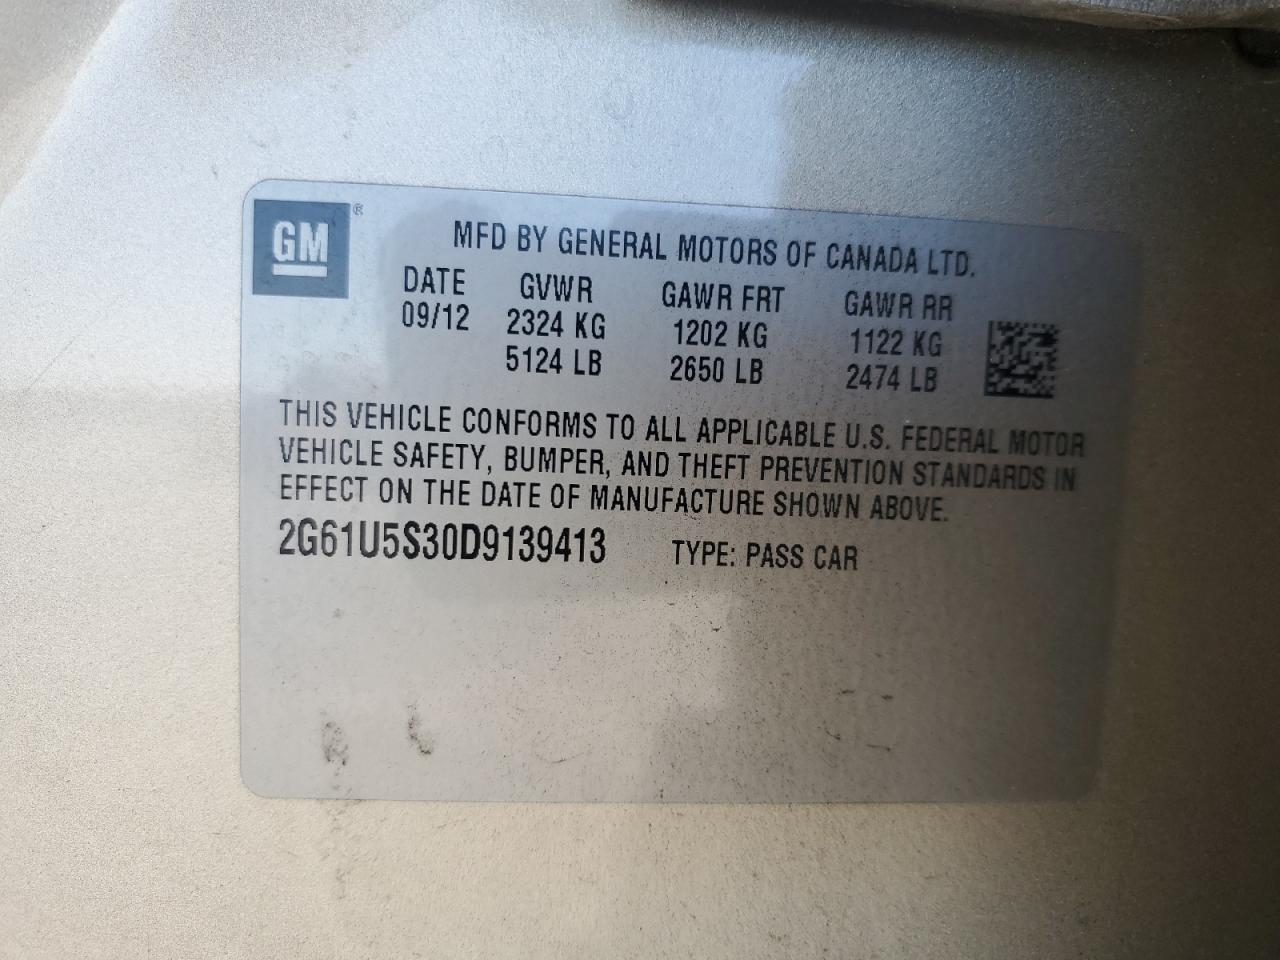 GM ®
MFD BY GENERAL MOTORS OF CANADA LTD.
DATE GVWR GAWR FRT GAWR RR
09/12 2324 KG 1202 KG 1122 KG
5124 LB 2650 LB 2474 LB
THIS VEHICLE CONFORMS TO ALL APPLICABLE U.S. FEDERAL MOTOR
VEHICLE SAFETY, BUMPER, AND THEFT PREVENTION STANDARDS IN
EFFECT ON THE DATE OF MANUFACTURE SHOWN ABOVE.
2G61U5S30D9139413 TYPE: PASS CAR